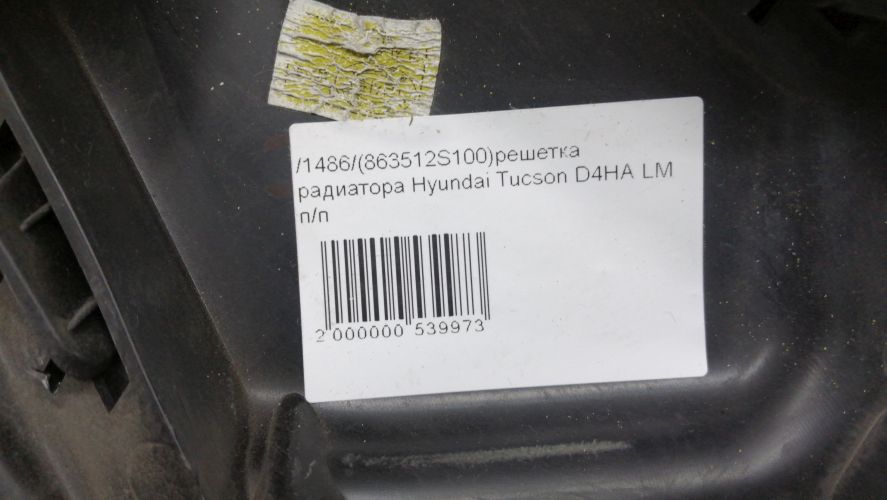 /1486/(863512S100)решетка
радиатора Hyundai Tucson D4HA LM
п/п
2 000000 539973